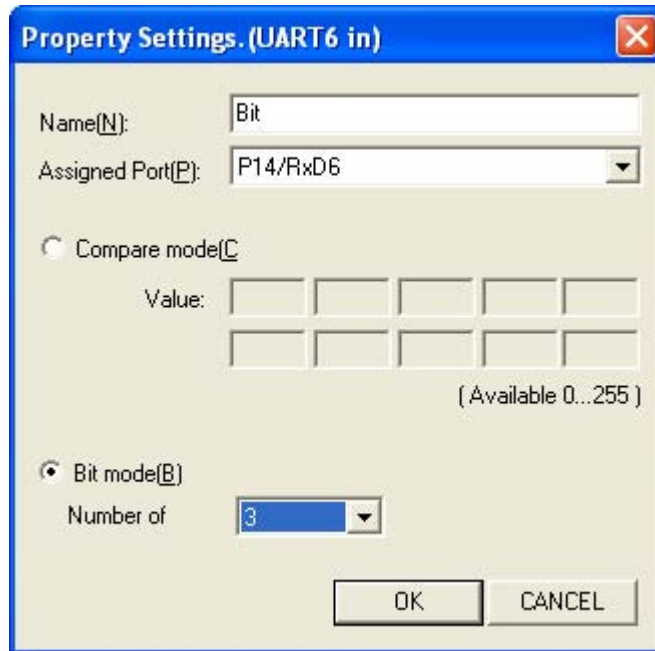 Property Settings.(UART6 in)
Name(N):
Bit
Assigned Port(P):
P14/RxD6
Compare mode(C
Value:
( Available 0...255 )
Bit mode(B)
Number of
3
OK
CANCEL